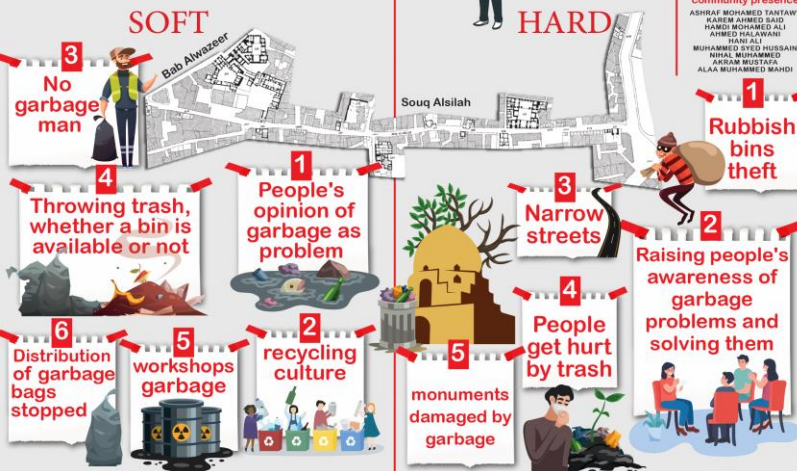 SOFT
HARD
community presence
ASHRAF MOHAMED TANTAWY
KAREM AHMED SAID
HAMDI MOHAMED ALI
AHMED HALAWANI
HANI ALI
MUHAMMED SYED HUSSAIN
NIHAL MUHAMMED
AKRAM MUSTAFA
ALAA MUHAMMED MAHDI
Bab Alwazeer
Souq Alsilah
3
No
garbage
man
4
Throwing trash,
whether a bin is
available or not
1
People's
opinion of
garbage as
problem
6
Distribution
of garbage
bags
stopped
5
workshops
garbage
2
recycling
culture
1
Rubbish
bins
theft
3
Narrow
streets
2
Raising people's
awareness of
garbage
problems and
solving them
4
People
get hurt
by trash
5
monuments
damaged by
garbage